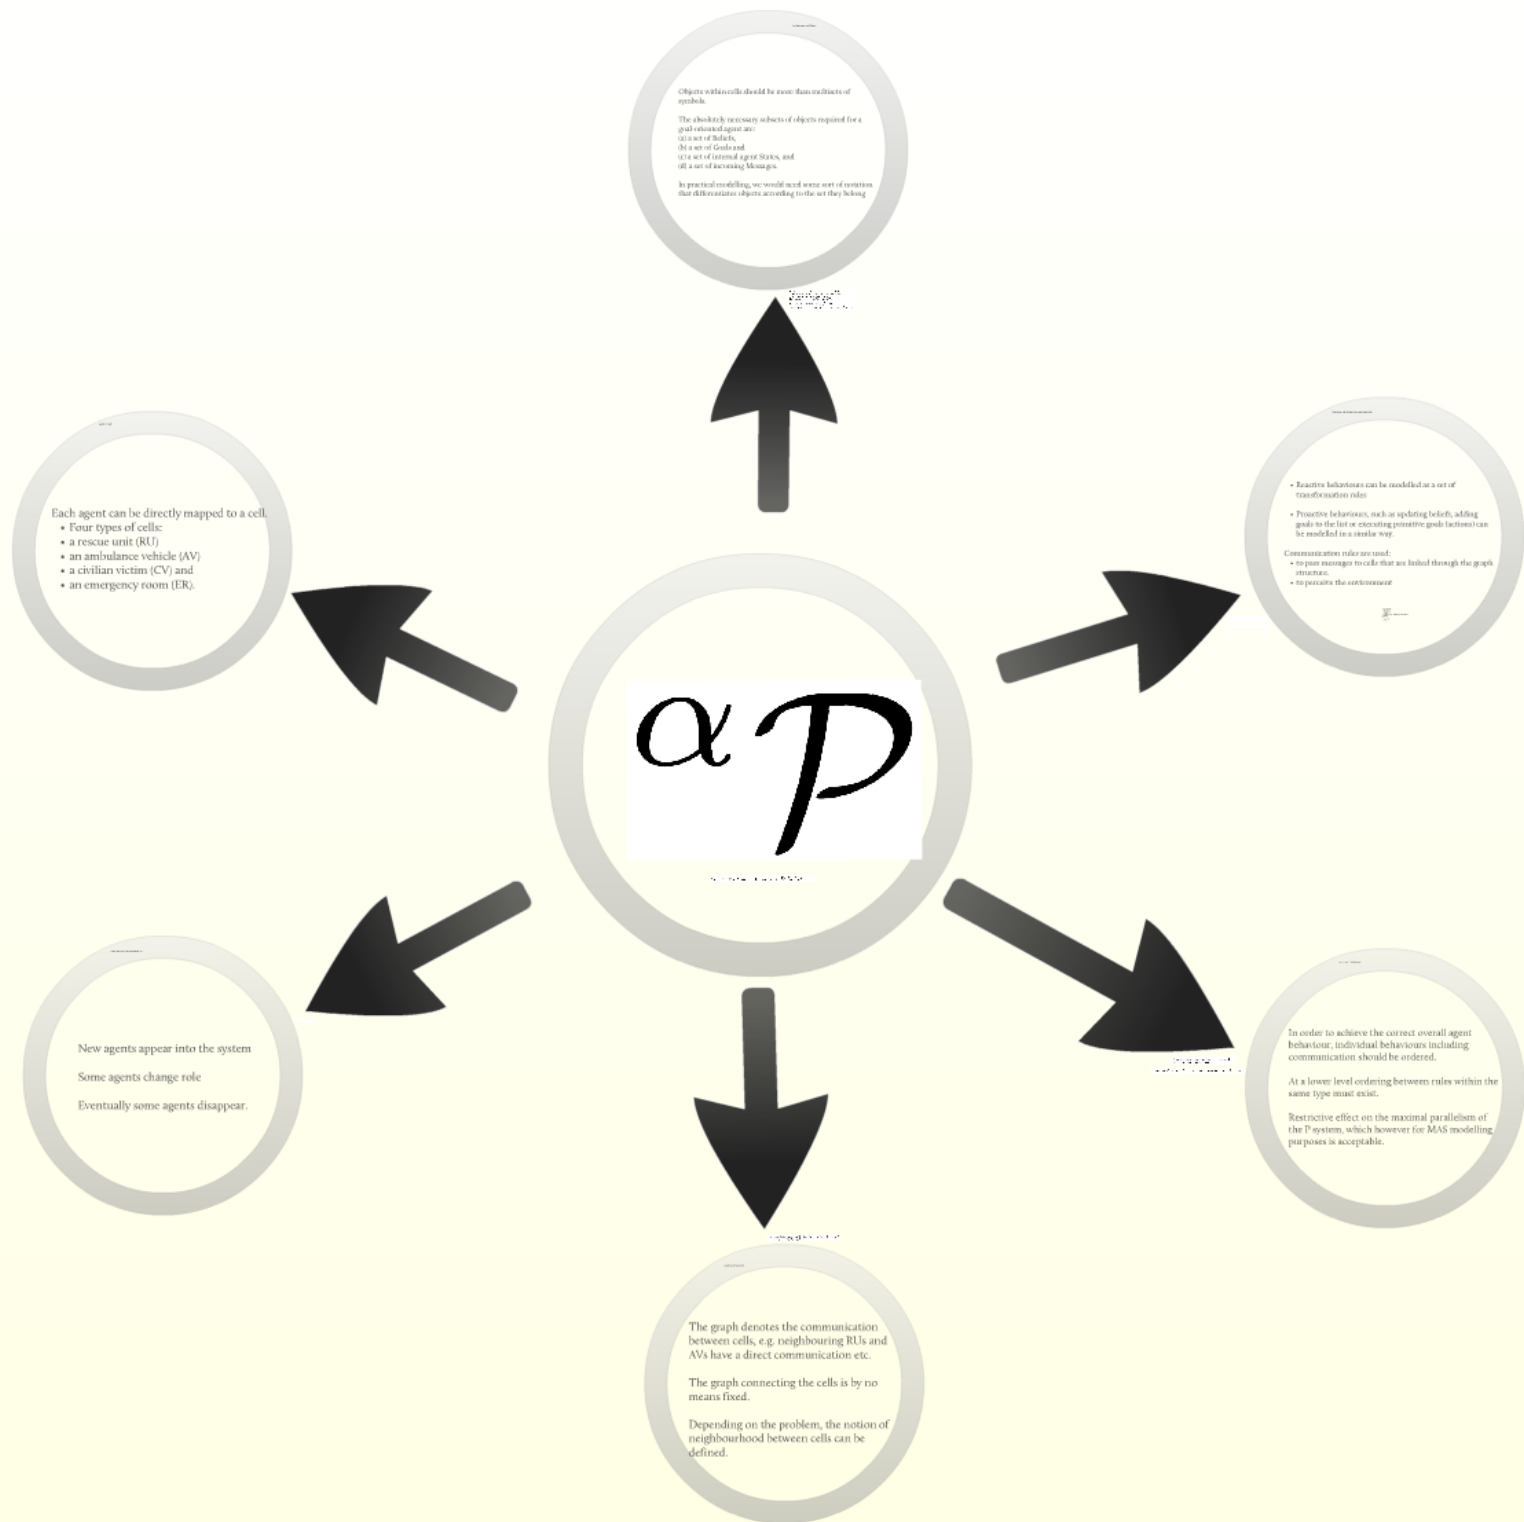 Objects within cells should be more than multisets of
symbols.
The absolutely necessary subsets of objects required for a
goal-oriented agent are:
(a) a set of Beliefs,
(b) a set of Goals and
(c) a set of internal agent States, and
(d) a set of incoming Messages.
In practical modelling, we would need some sort of notation
that differentiates objects according to the set they belong
Each agent can be directly mapped to a cell.
• Four types of cells:
• a rescue unit (RU)
• an ambulance vehicle (AV)
• a civilian victim (CV) and
• an emergency room (ER).
• Reactive behaviours can be modelled as a set of
transformation rules
• Proactive behaviours, such as updating beliefs, adding
goals to the list or executing primitive goals (actions) can
be modelled in a similar way.
Communication rules are used:
• to pass messages to cells that are linked through the graph
structure.
• to perceive the environment
α P
New agents appear into the system
Some agents change role
Eventually some agents disappear.
In order to achieve the correct overall agent
behaviour, individual behaviours including
communication should be ordered.
At a lower level ordering between rules within the
same type must exist.
Restrictive effect on the maximal parallelism of
the P system, which however for MAS modelling
purposes is acceptable.
The graph denotes the communication
between cells, e.g. neighbouring RUs and
AVs have a direct communication etc.
The graph connecting the cells is by no
means fixed.
Depending on the problem, the notion of
neighbourhood between cells can be
defined.